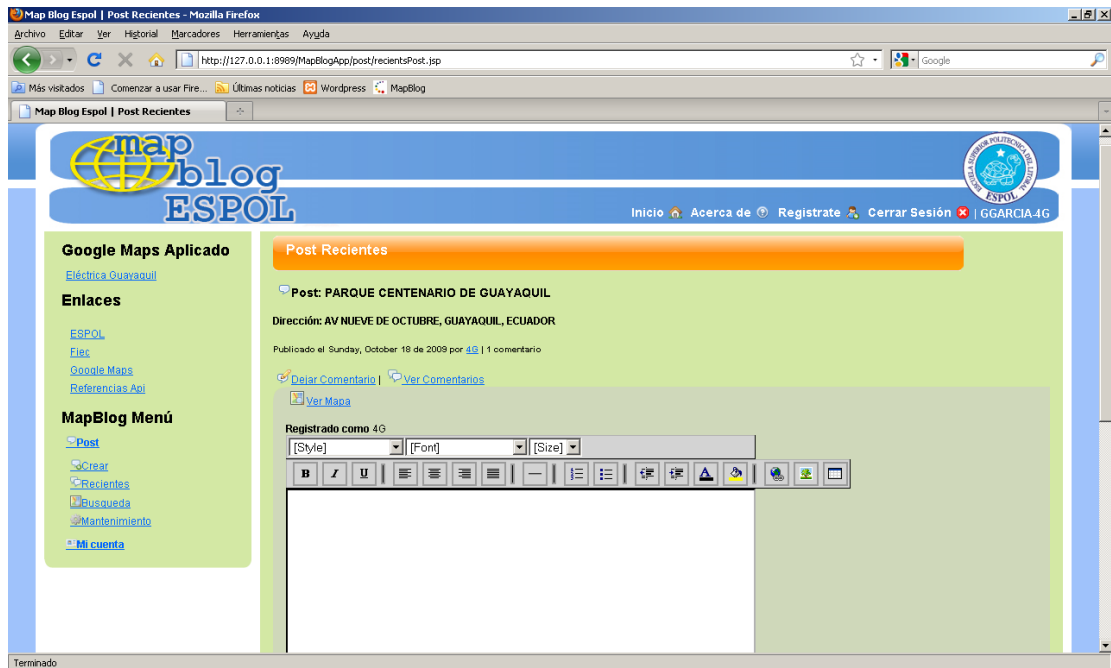 Map Blog Espol | Post Recientes - Mozilla Firefox
Archivo Editar Ver Historial Marcadores Herramientas Ayuda
http://127.0.0.1:8989/MapBlogApp/post/recientsPost.jsp
Google
Más visitados Comenzar a usar Fire... Últimas noticias Wordpress MapBlog
Map Blog Espol | Post Recientes
map
blog
ESPOL
ESCUELA SUPERIOR POLITECNICA DEL LITORAL
ESPOL
Inicio Acerca de Registrate Cerrar Sesión | GGARCIA-4G
Google Maps Aplicado
Eléctrica Guayaquil
Enlaces
ESPOL
Fiec
Google Maps
Referencias Api
MapBlog Menú
Post
Crear
Recientes
Busqueda
Mantenimiento
Mi cuenta
Post Recientes
Post: PARQUE CENTENARIO DE GUAYAQUIL
Dirección: AV NUEVE DE OCTUBRE, GUAYAQUIL, ECUADOR
Publicado el Sunday, October 18 de 2009 por 4G | 1 comentario
Dejar Comentario | Ver Comentarios
Ver Mapa
Registrado como 4G
[Style] [Font] [Size]
B I U A
Terminado